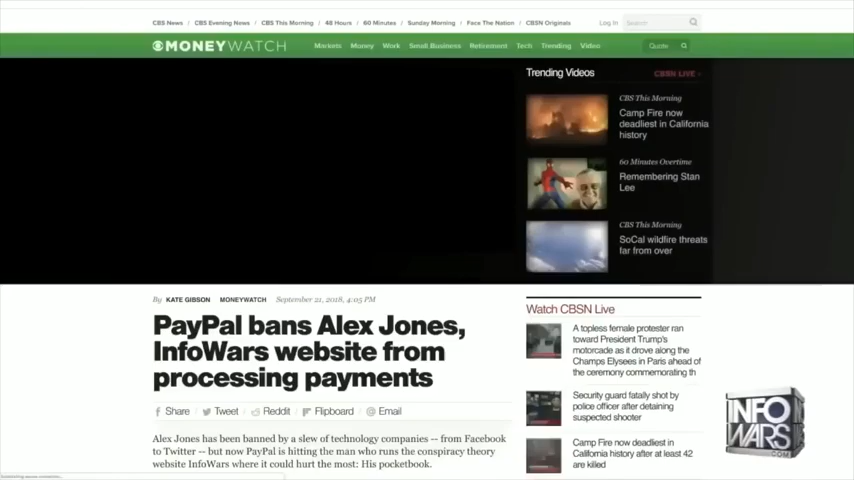 CBS News / CBS Evening News / CBS This Morning / 48 Hours / 60 Minutes / Sunday Morning / Face The Nation / CBSN Originals
Log In
Search
MONEYWATCH
Markets Money Work Small Business Retirement Tech Trending Video
Quote
Trending Videos
CBSN LIVE
CBS This Morning
Camp Fire now
deadliest in California
history
60 Minutes Overtime
Remembering Stan
Lee
CBS This Morning
SoCal wildfire threats
far from over
By KATE GIBSON MONEYWATCH September 21, 2018, 4:05 PM
PayPal bans Alex Jones,
InfoWars website from
processing payments
Share Tweet Reddit Flipboard Email
Alex Jones has been banned by a slew of technology companies -- from Facebook
to Twitter -- but now PayPal is hitting the man who runs the conspiracy theory
website InfoWars where it could hurt the most: His pocketbook.
Watch CBSN Live
A topless female protester ran
toward President Trump's
motorcade as it drove along the
Champs Elysees in Paris ahead of
the ceremony commemorating th
Security guard fatally shot by
police officer after detaining
suspected shooter
Camp Fire now deadliest in
California history after at least 42
are killed
INFO
WARS
.COM